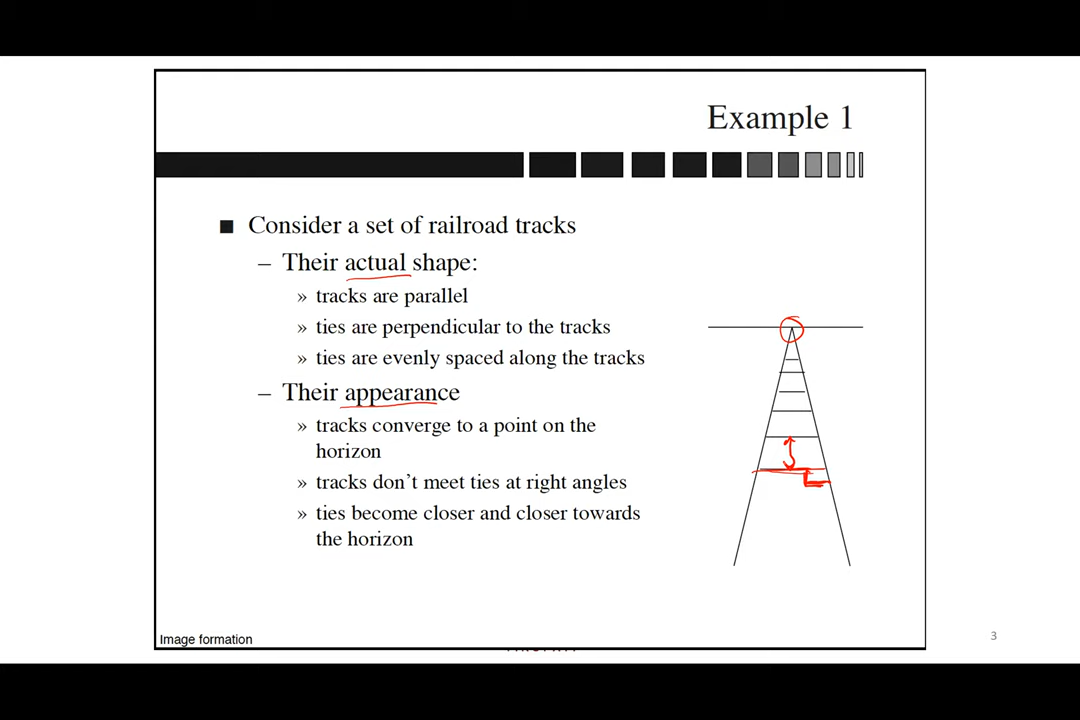 Example 1
■ Consider a set of railroad tracks
– Their actual shape:
» tracks are parallel
» ties are perpendicular to the tracks
» ties are evenly spaced along the tracks
– Their appearance
» tracks converge to a point on the
horizon
» tracks don’t meet ties at right angles
» ties become closer and closer towards
the horizon
Image formation
3